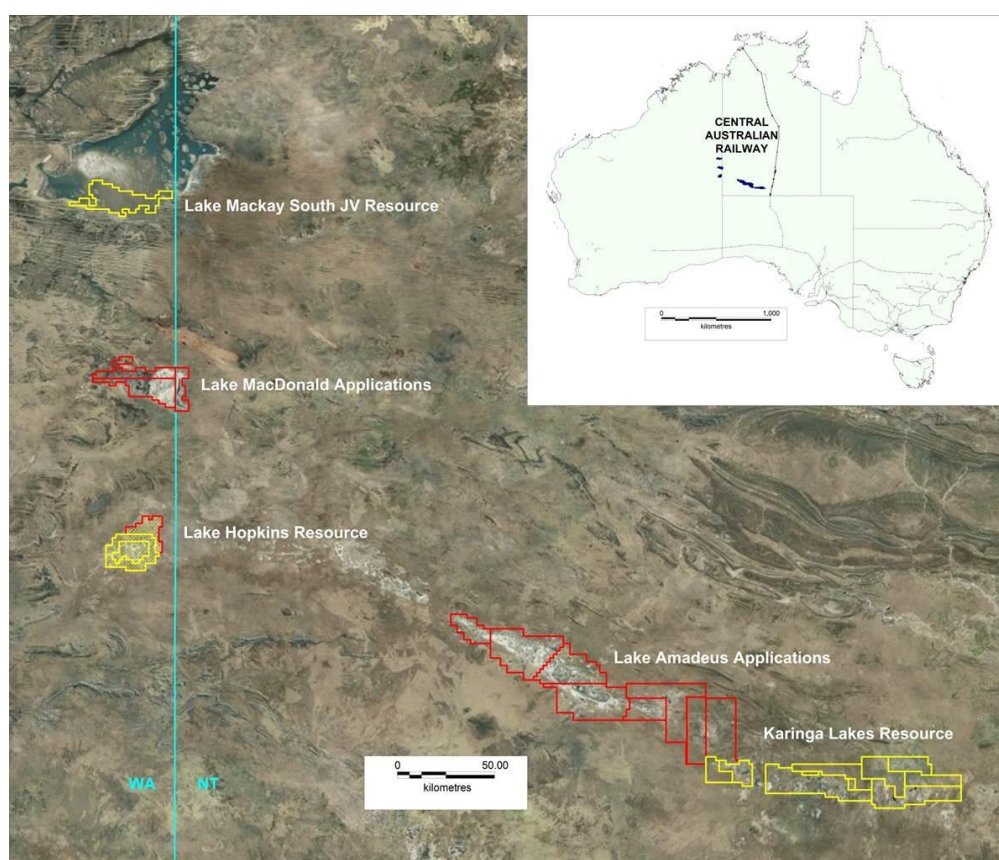 CENTRAL
AUSTRALIAN
RAILWAY
0 1,000
kilometres
Lake Mackay South JV Resource
Lake MacDonald Applications
Lake Hopkins Resource
Lake Amadeus Applications
Karinga Lakes Resource
0 50.00
kilometres
WA NT